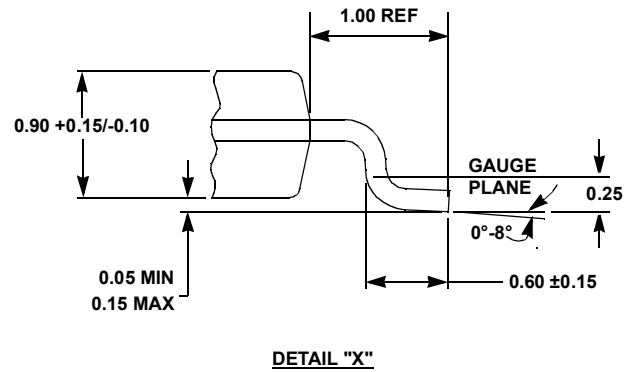 1.00 REF
0.90 +0.15/-0.10
GAUGE
PLANE
0.25
0°-8°
0.05 MIN
0.15 MAX
0.60 ±0.15
DETAIL "X"